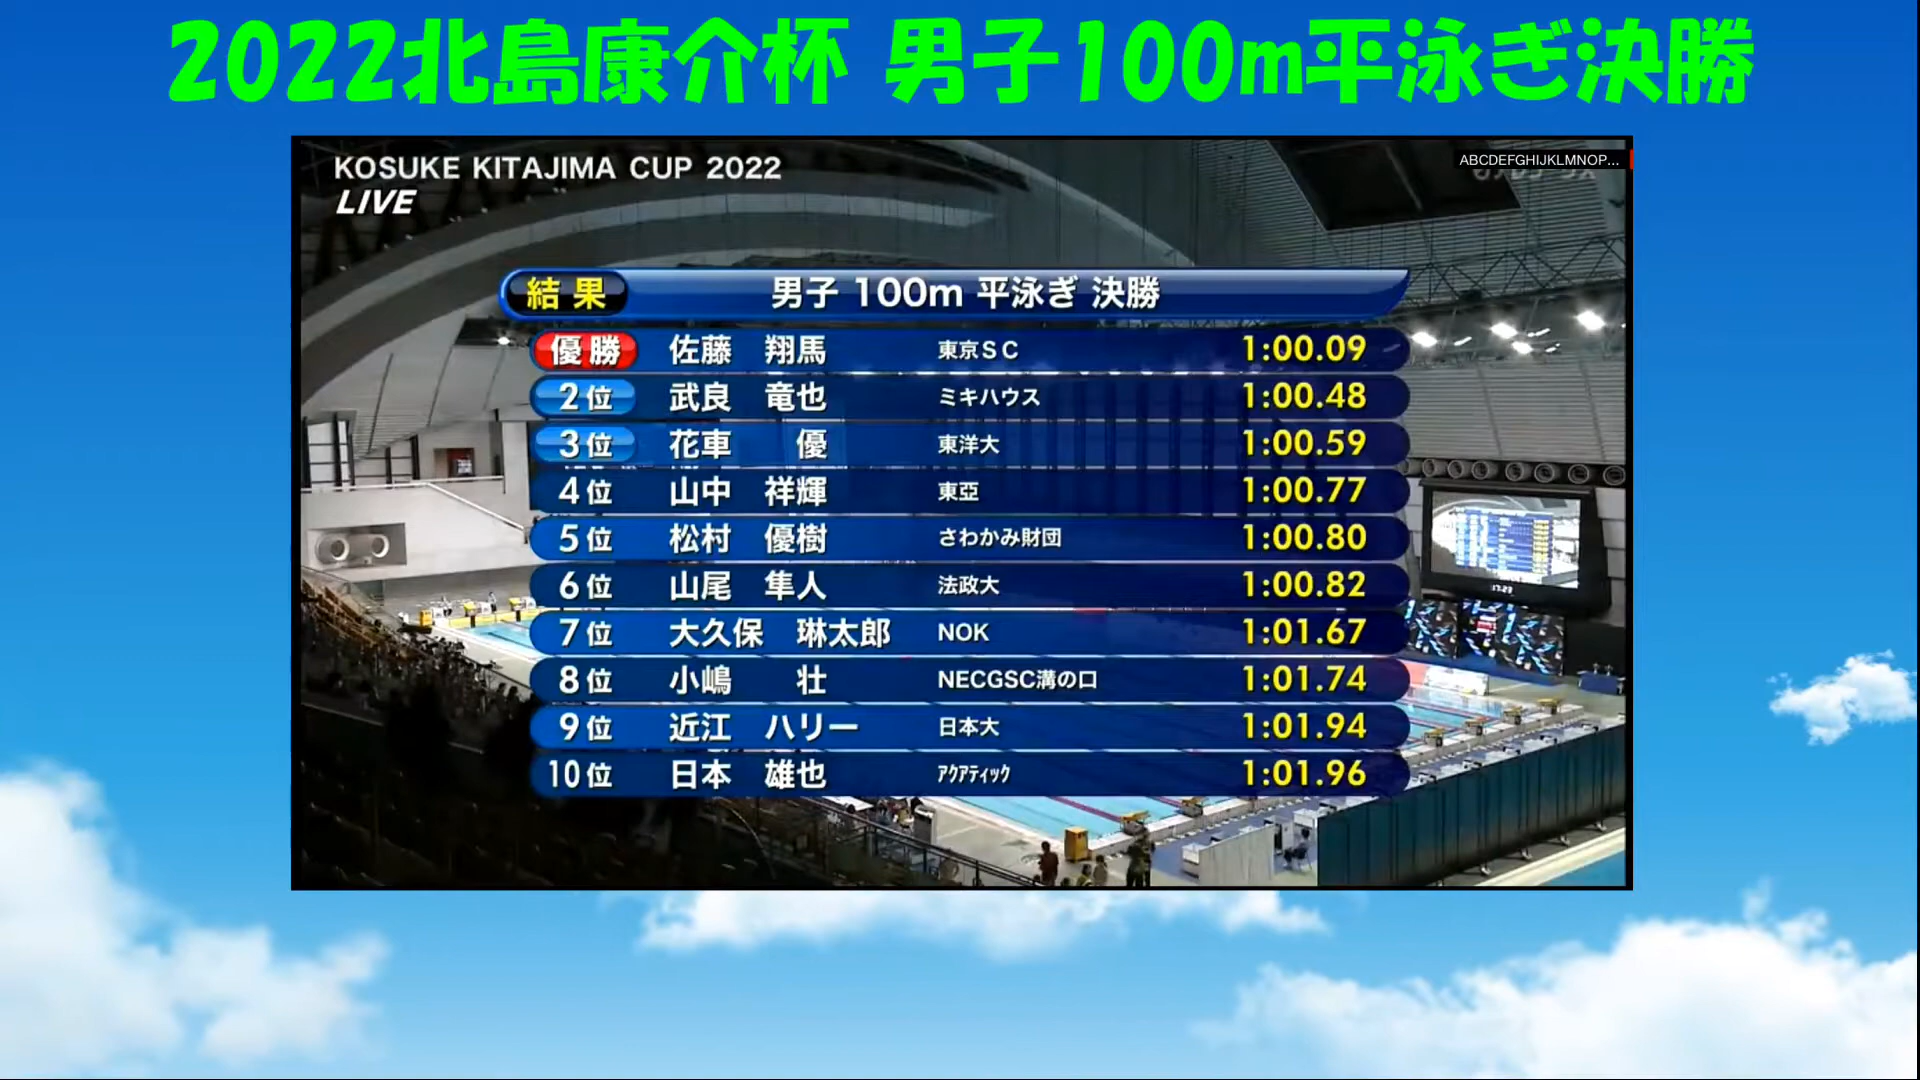 2022北島康介杯 男子100m平泳ぎ決勝
KOSUKE KITAJIMA CUP 2022
LIVE
ABCDEFGHIJKLMNOP...
結果 男子 100m 平泳ぎ 決勝
優勝 佐藤 翔馬 東京SC 1:00.09
2位 武良 竜也 ミキハウス 1:00.48
3位 花車 優 東洋大 1:00.59
4位 山中 祥輝 東亞 1:00.77
5位 松村 優樹 さわかみ財団 1:00.80
6位 山尾 隼人 法政大 1:00.82
7位 大久保 琳太郎 NOK 1:01.67
8位 小嶋 壮 NECGSC溝の口 1:01.74
9位 近江 ハリー 日本大 1:01.94
10位 日本 雄也 ｱｸｱﾃｨｯｸ 1:01.96